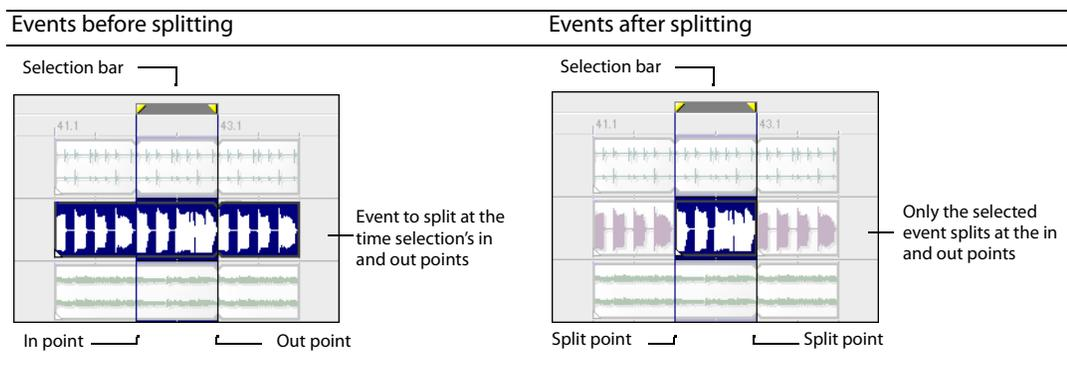 Events before splitting
Selection bar
41.1
43.1
Event to split at the
time selection's in
and out points
In point
Out point
Events after splitting
Selection bar
41.1
43.1
Only the selected
event splits at the in
and out points
Split point
Split point